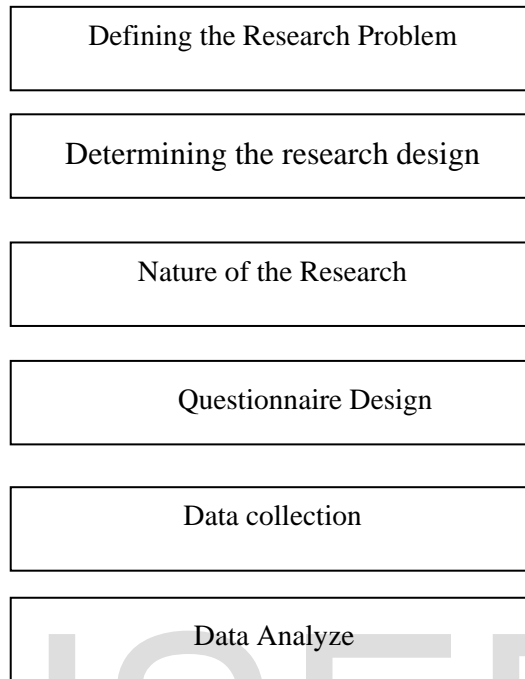 Defining the Research Problem
Determining the research design
Nature of the Research
Questionnaire Design
Data collection
Data Analyze